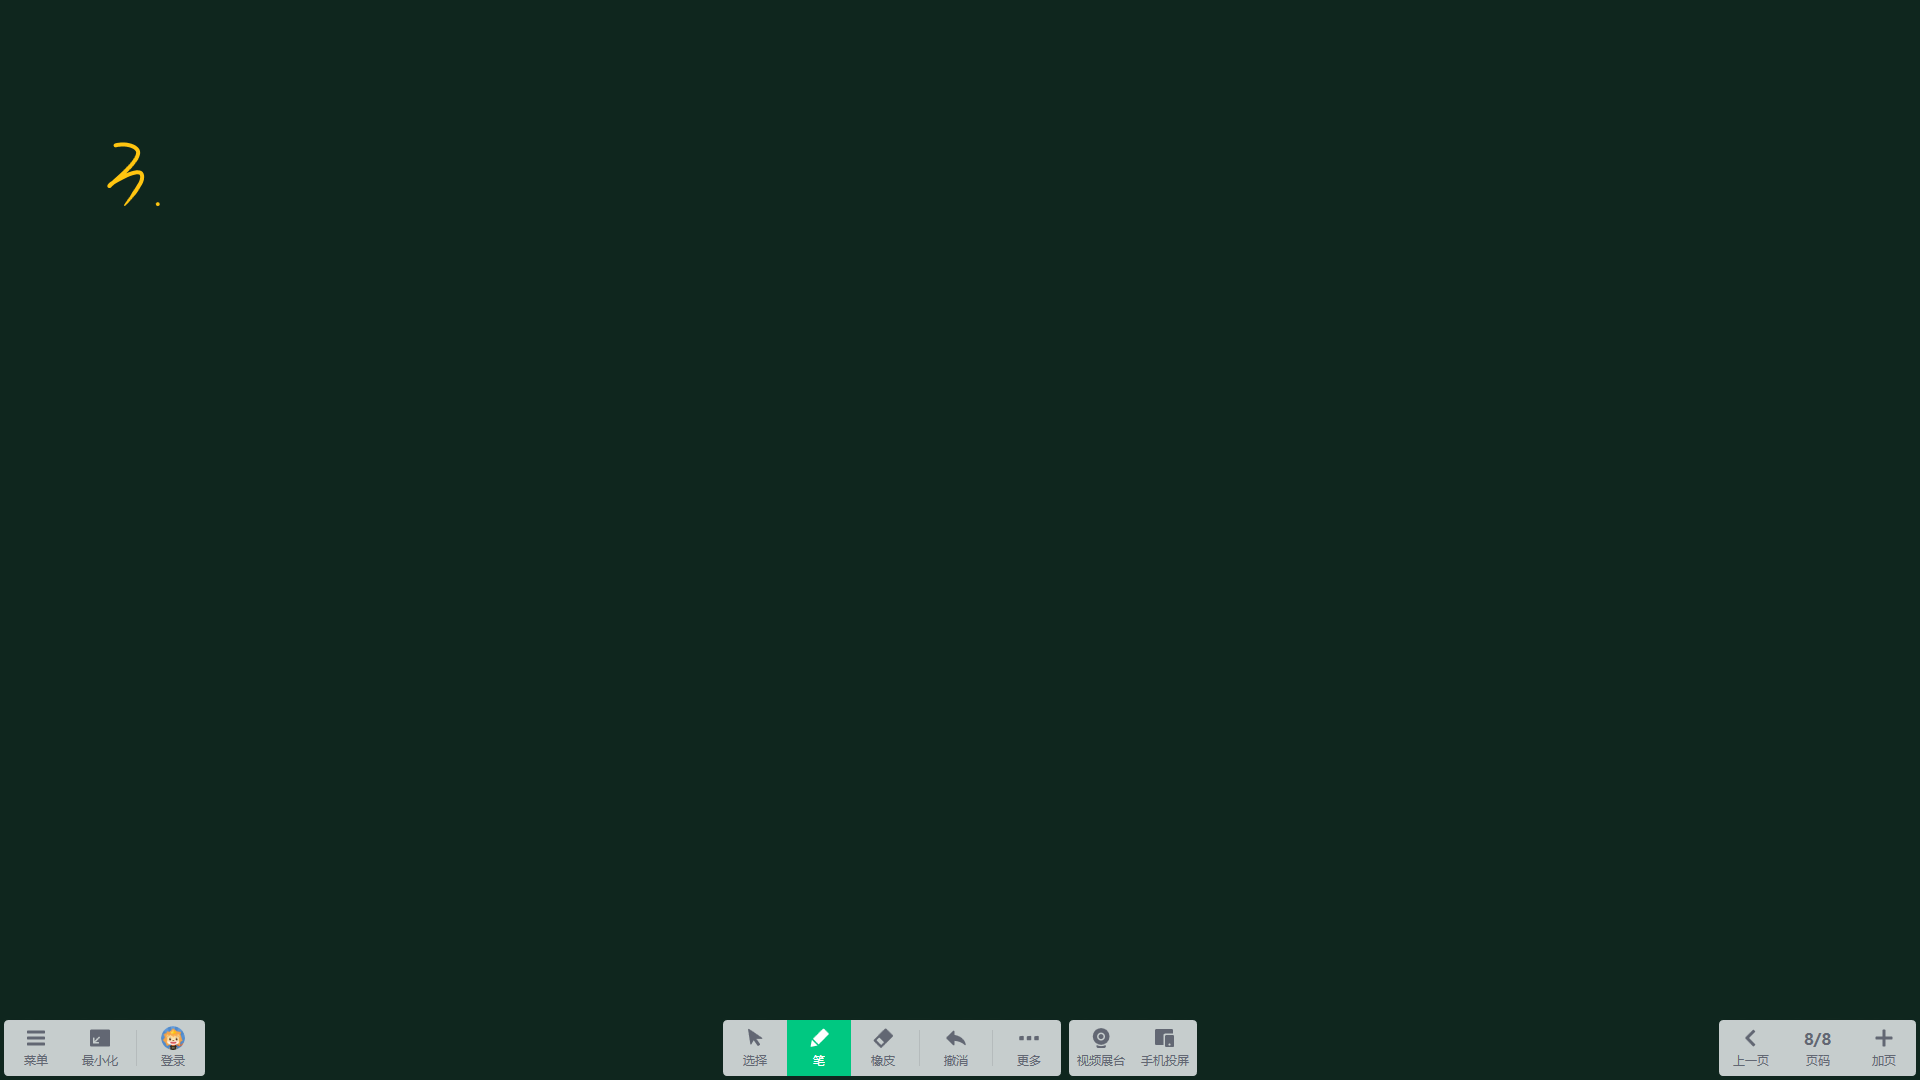 3.
菜单 最小化 登录 选择 笔 橡皮 撤消 更多 视频展台 手机投屏 上一页 8/8 页码 加页